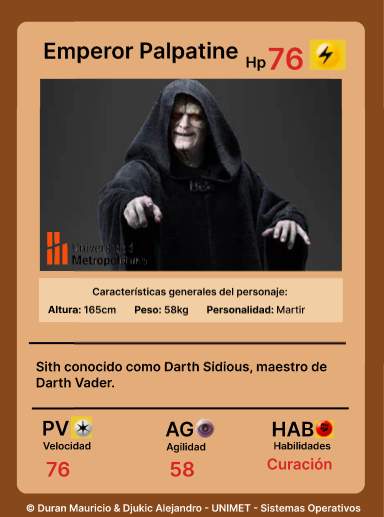 Emperor Palpatine Hp 76
Universidad
Metropolitana
Características generales del personaje:
Altura: 165cm Peso: 58kg Personalidad: Martir
Sith conocido como Darth Sidious, maestro de
Darth Vader.
PV AG HAB
Velocidad Agilidad Habilidades
76 58 Curación
© Duran Mauricio & Djukic Alejandro - UNIMET - Sistemas Operativos